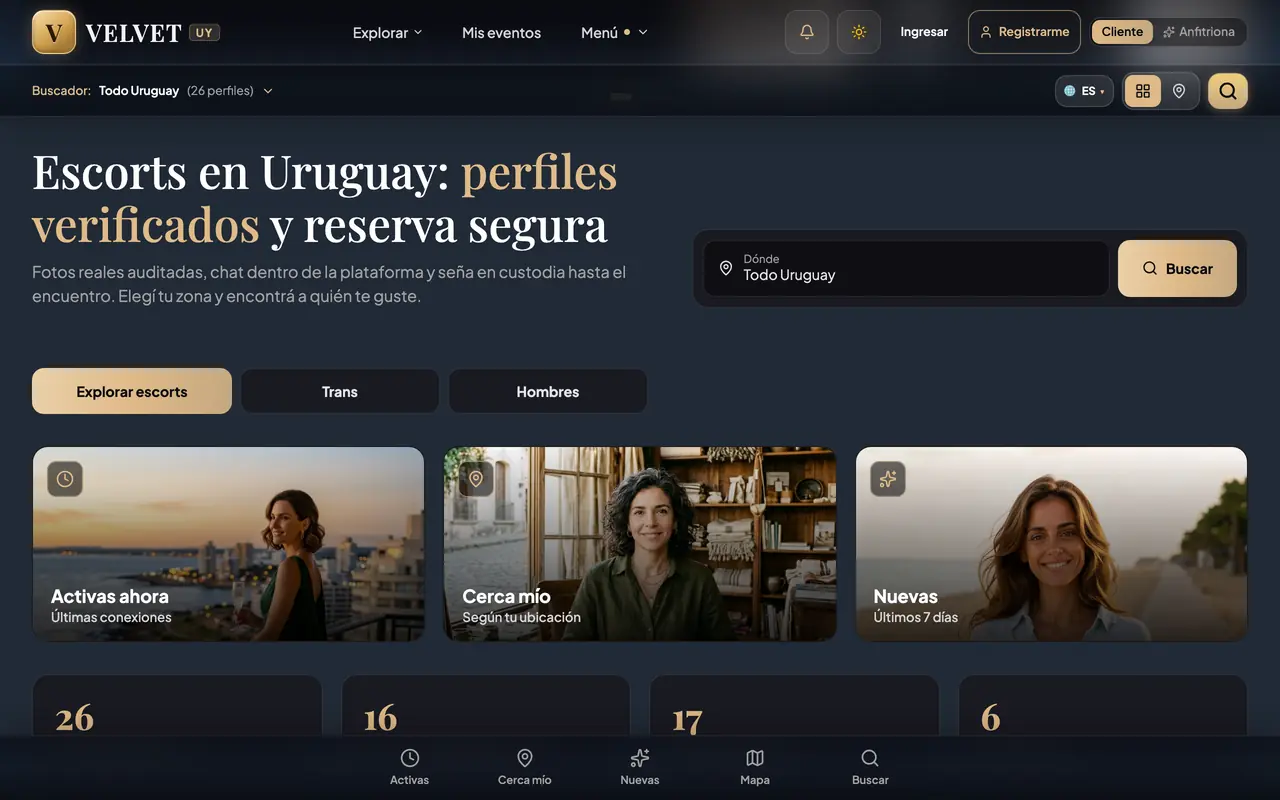 V VELVET UY
Explorar
Mis eventos
Menú
Ingresar
Registrarme
Cliente
Anfitriona
Buscador: Todo Uruguay (26 perfiles)
ES
Escorts en Uruguay: perfiles
verificados y reserva segura
Fotos reales auditadas, chat dentro de la plataforma y seña en custodia hasta el
encuentro. Elegí tu zona y encontrá a quién te guste.
Dónde
Todo Uruguay
Buscar
Explorar escorts
Trans
Hombres
Activas ahora
Últimas conexiones
Cerca mío
Según tu ubicación
Nuevas
Últimos 7 días
26
16
17
6
Activas
Cerca mío
Nuevas
Mapa
Buscar